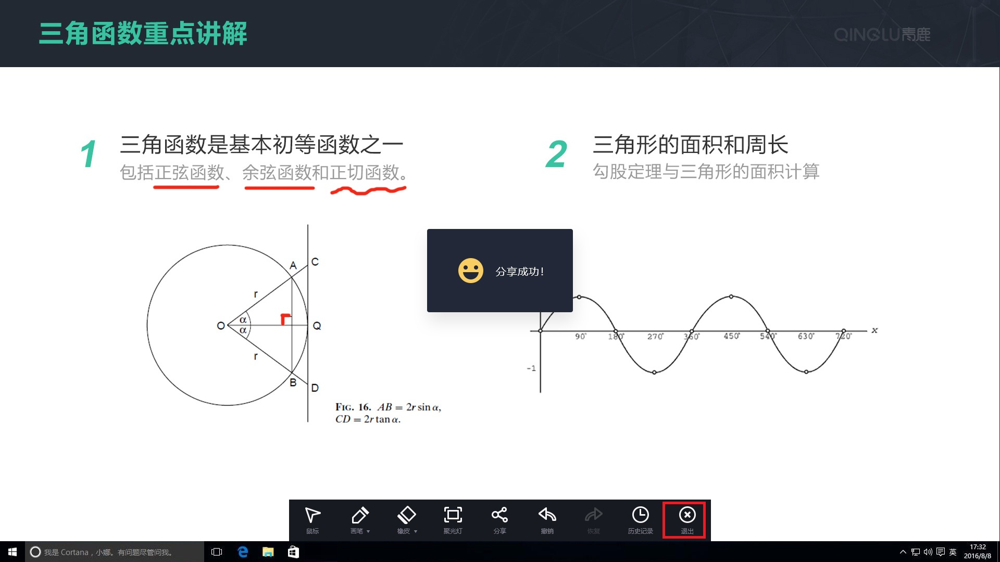 三角函数重点讲解
QINGLU青鹿
1
三角函数是基本初等函数之一
包括正弦函数、余弦函数和正切函数。
2
三角形的面积和周长
勾股定理与三角形的面积计算
A
C
r
O
α
α
Q
r
B
D
FIG. 16. AB = 2r sin α,
CD = 2r tan α.
分享成功！
x
90° 180° 270° 360° 450° 540° 630° 720°
-1
鼠标 画笔 橡皮 聚光灯 分享 撤销 恢复 历史记录 退出
我是 Cortana，小娜。有问题尽管问我。
英
17:32
2016/8/8